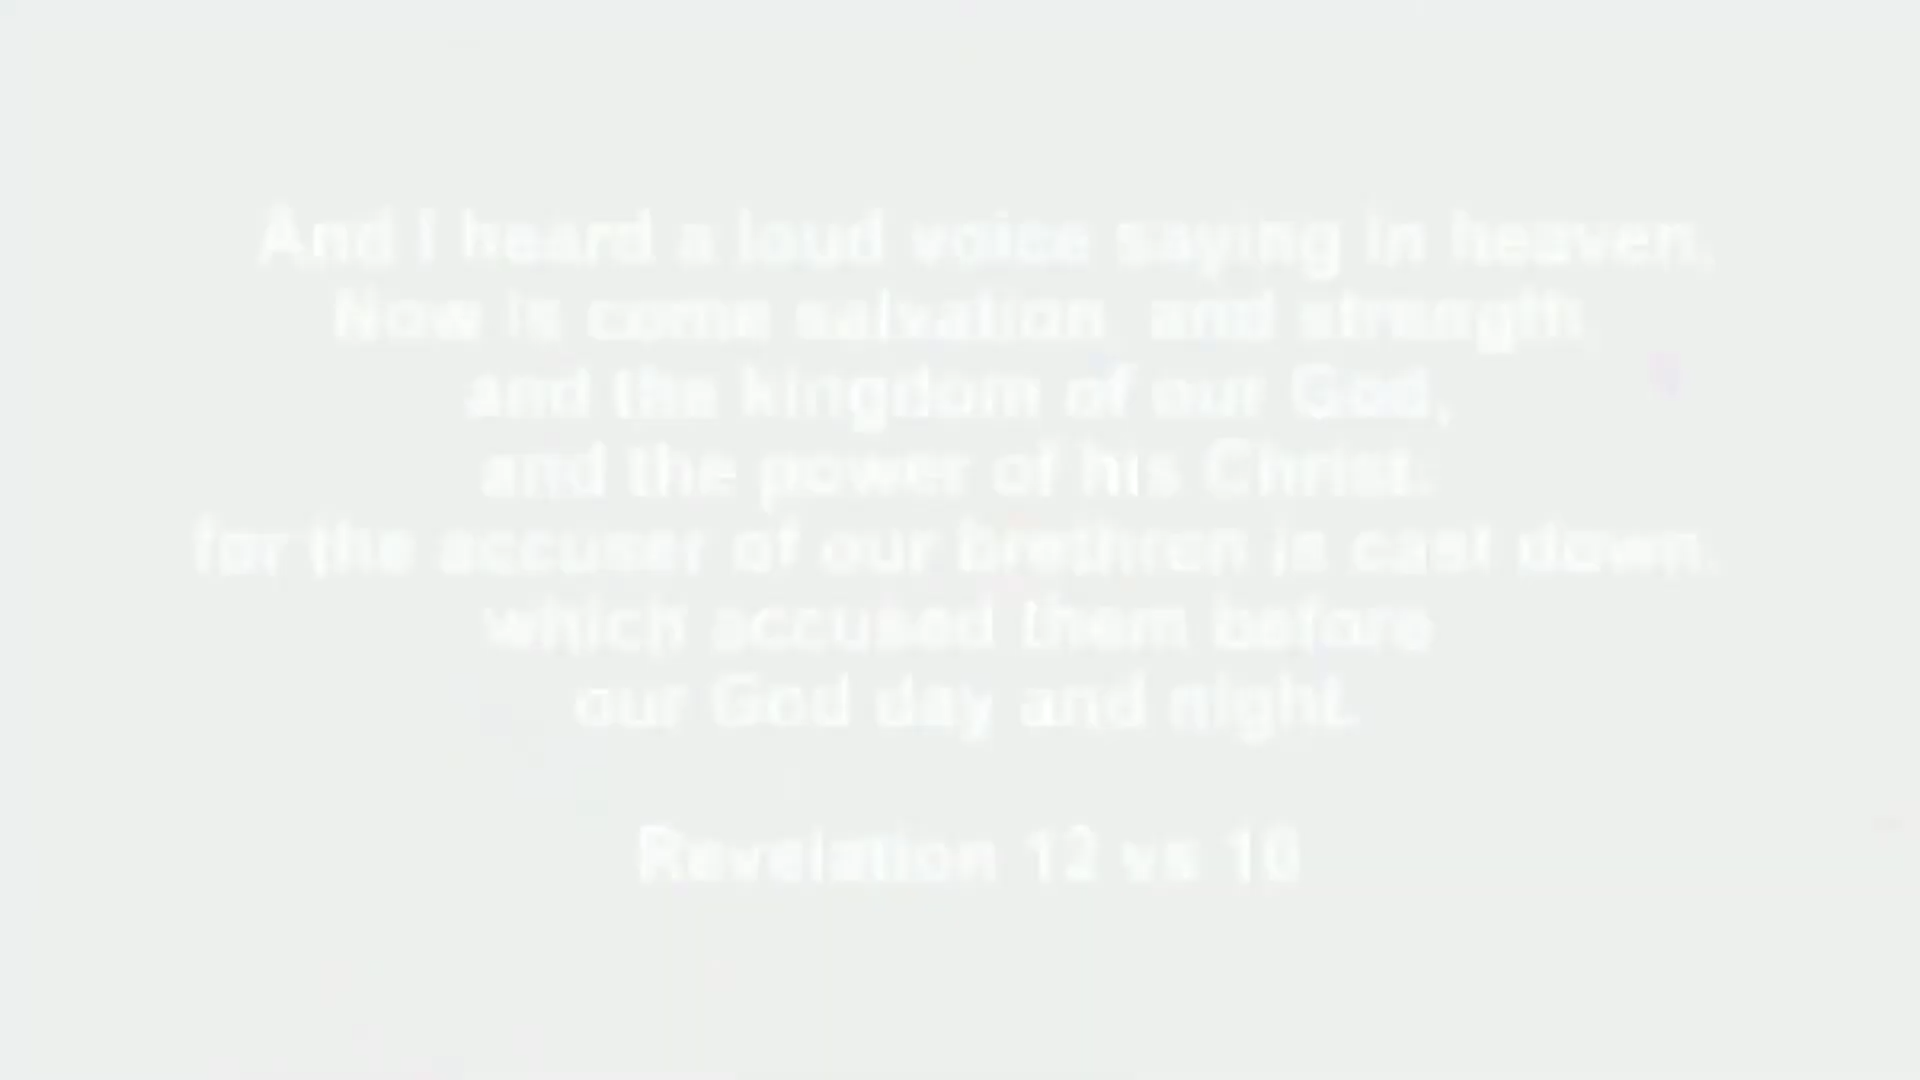 And I heard a loud voice saying in heaven,
Now is come salvation, and strength
and the kingdom of our God,
and the power of his Christ.
for the accuser of our brethren is cast down,
which accused them before
our God day and night.
Revelation 12 vs 10